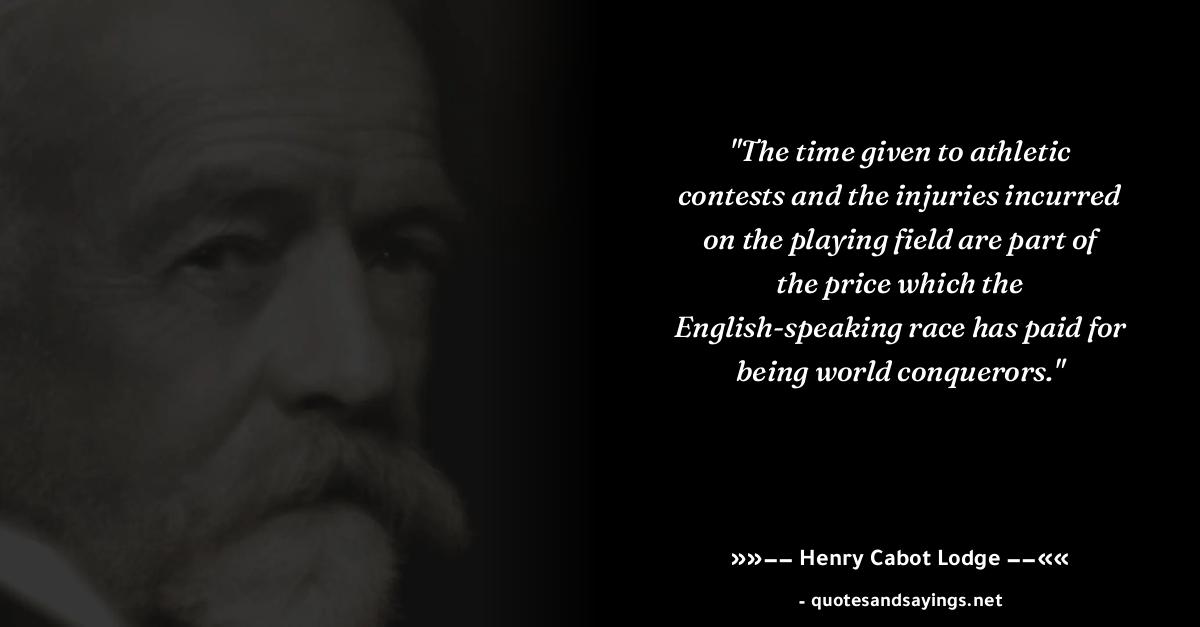 "The time given to athletic
contests and the injuries incurred
on the playing field are part of
the price which the
English-speaking race has paid for
being world conquerors."
»»–– Henry Cabot Lodge ––««
- quotesandsayings.net